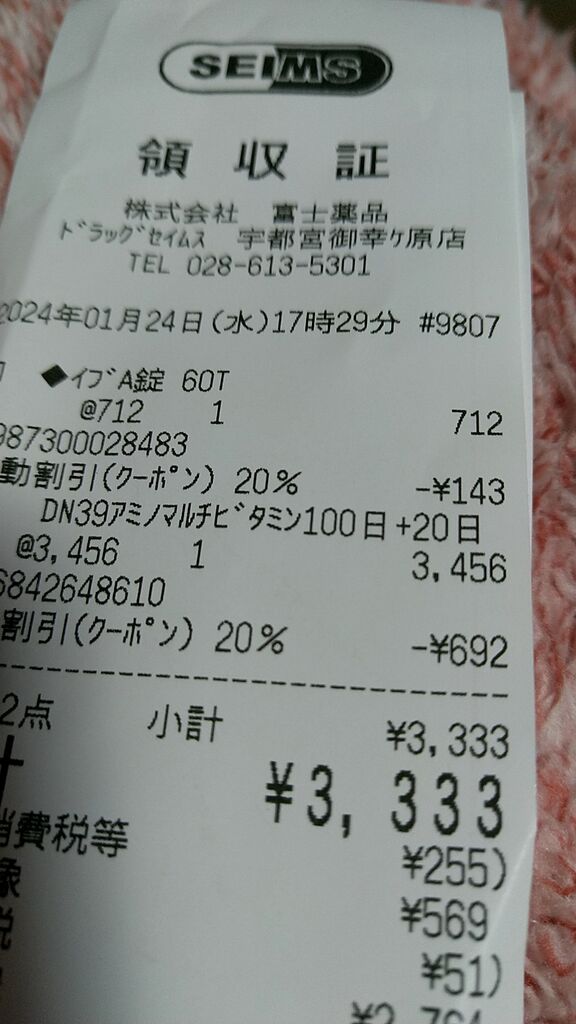 SEIMS
領収証
株式会社 富士薬品
ﾄﾞﾗｯｸﾞｾｲﾑｽ 宇都宮御幸ヶ原店
TEL 028-613-5301
2024年01月24日(水)17時29分 #9807
◆ｲﾌﾞA錠 60T
@712 1 712
987300028483
動割引(ｸｰﾎﾟﾝ) 20% -¥143
DN39ｱﾐﾉﾏﾙﾁﾋﾞﾀﾐﾝ100日+20日
@3,456 1 3,456
6842648610
割引(ｸｰﾎﾟﾝ) 20% -¥692
2点 小計 ¥3,333
計 ¥3,333
消費税等 ¥255)
象 ¥569
税 ¥51)
¥2,764